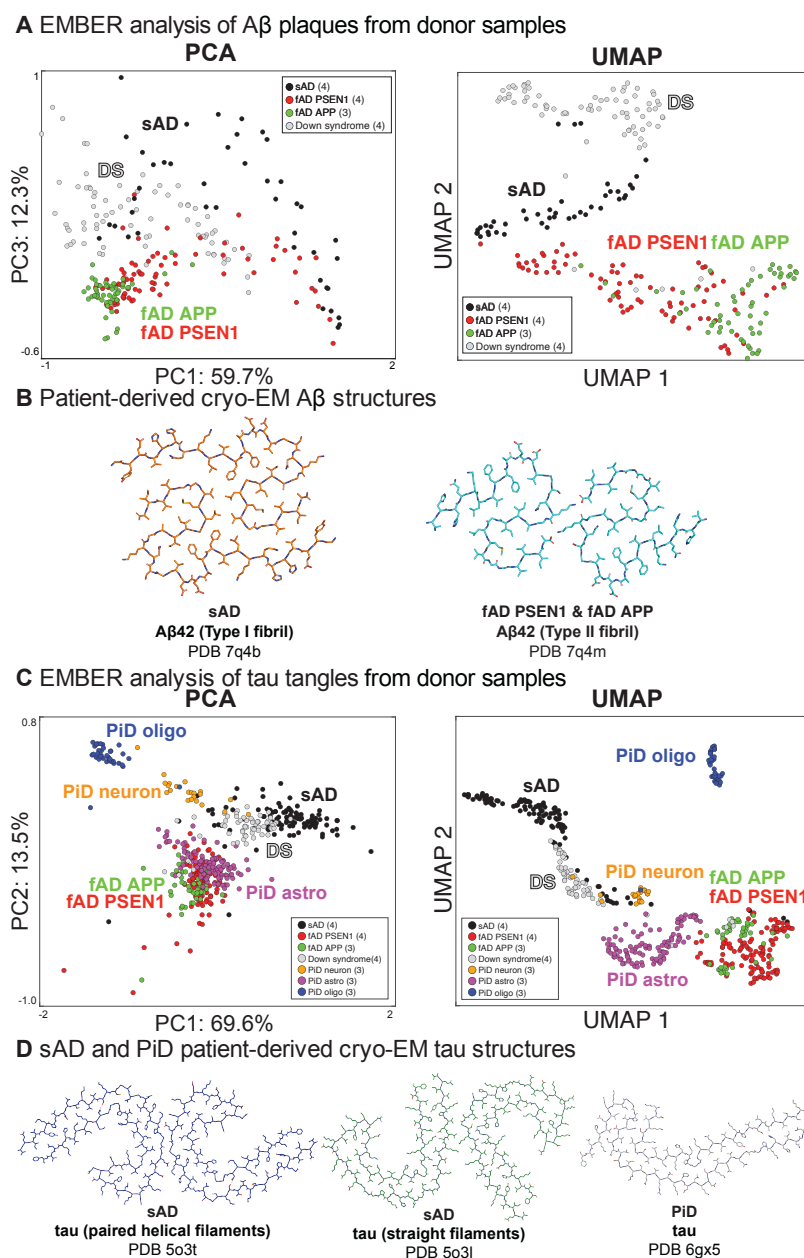 A EMBER analysis of Aβ plaques from donor samples
PCA
UMAP
1
sAD (4)
fAD PSEN1 (4)
fAD APP (3)
Down syndrome (4)
sAD
DS
fAD APP
fAD PSEN1
PC3: 12.3%
-0.6
-1
2
PC1: 59.7%
DS
sAD
fAD PSEN1 fAD APP
sAD (4)
fAD PSEN1 (4)
fAD APP (3)
Down syndrome (4)
UMAP 2
UMAP 1
B Patient-derived cryo-EM Aβ structures
sAD
Aβ42 (Type I fibril)
PDB 7q4b
fAD PSEN1 & fAD APP
Aβ42 (Type II fibril)
PDB 7q4m
C EMBER analysis of tau tangles from donor samples
PCA
UMAP
0.8
PiD oligo
PiD neuron
sAD
DS
fAD APP
fAD PSEN1
PiD astro
sAD (4)
fAD PSEN1 (4)
fAD APP (3)
Down syndrome(4)
PiD neuron (3)
PiD astro (3)
PiD oligo (3)
PC2: 13.5%
-1.0
-2
2
PC1: 69.6%
PiD oligo
sAD
DS
PiD neuron
fAD APP
fAD PSEN1
PiD astro
sAD (4)
fAD PSEN1 (4)
fAD APP (3)
Down syndrome (4)
PiD neuron (3)
PiD astro (3)
PiD oligo (3)
UMAP 2
UMAP 1
D sAD and PiD patient-derived cryo-EM tau structures
sAD
tau (paired helical filaments)
PDB 5o3t
sAD
tau (straight filaments)
PDB 5o3l
PiD
tau
PDB 6gx5